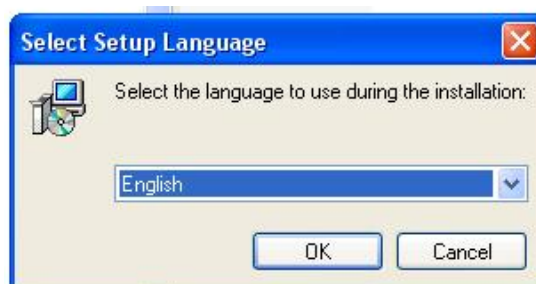 Select Setup Language
Select the language to use during the installation:
English
OK
Cancel